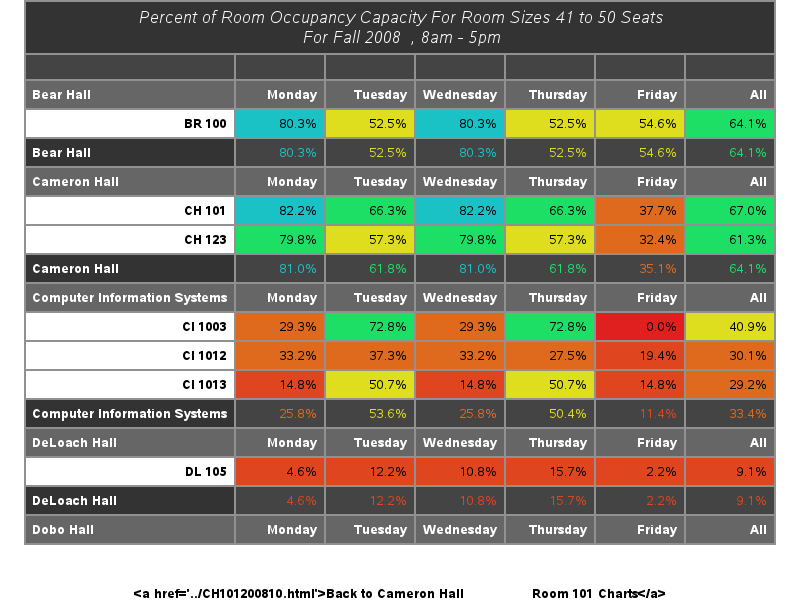 Percent of Room Occupancy Capacity For Room Sizes 41 to 50 Seats
For Fall 2008 , 8am - 5pm
Bear Hall Monday Tuesday Wednesday Thursday Friday All
BR 100 80.3% 52.5% 80.3% 52.5% 54.6% 64.1%
Bear Hall 80.3% 52.5% 80.3% 52.5% 54.6% 64.1%
Cameron Hall Monday Tuesday Wednesday Thursday Friday All
CH 101 82.2% 66.3% 82.2% 66.3% 37.7% 67.0%
CH 123 79.8% 57.3% 79.8% 57.3% 32.4% 61.3%
Cameron Hall 81.0% 61.8% 81.0% 61.8% 35.1% 64.1%
Computer Information Systems Monday Tuesday Wednesday Thursday Friday All
CI 1003 29.3% 72.8% 29.3% 72.8% 0.0% 40.9%
CI 1012 33.2% 37.3% 33.2% 27.5% 19.4% 30.1%
CI 1013 14.8% 50.7% 14.8% 50.7% 14.8% 29.2%
Computer Information Systems 25.8% 53.6% 25.8% 50.4% 11.4% 33.4%
DeLoach Hall Monday Tuesday Wednesday Thursday Friday All
DL 105 4.6% 12.2% 10.8% 15.7% 2.2% 9.1%
DeLoach Hall 4.6% 12.2% 10.8% 15.7% 2.2% 9.1%
Dobo Hall Monday Tuesday Wednesday Thursday Friday All
<a href='../CH101200810.html'>Back to Cameron Hall Room 101 Charts</a>